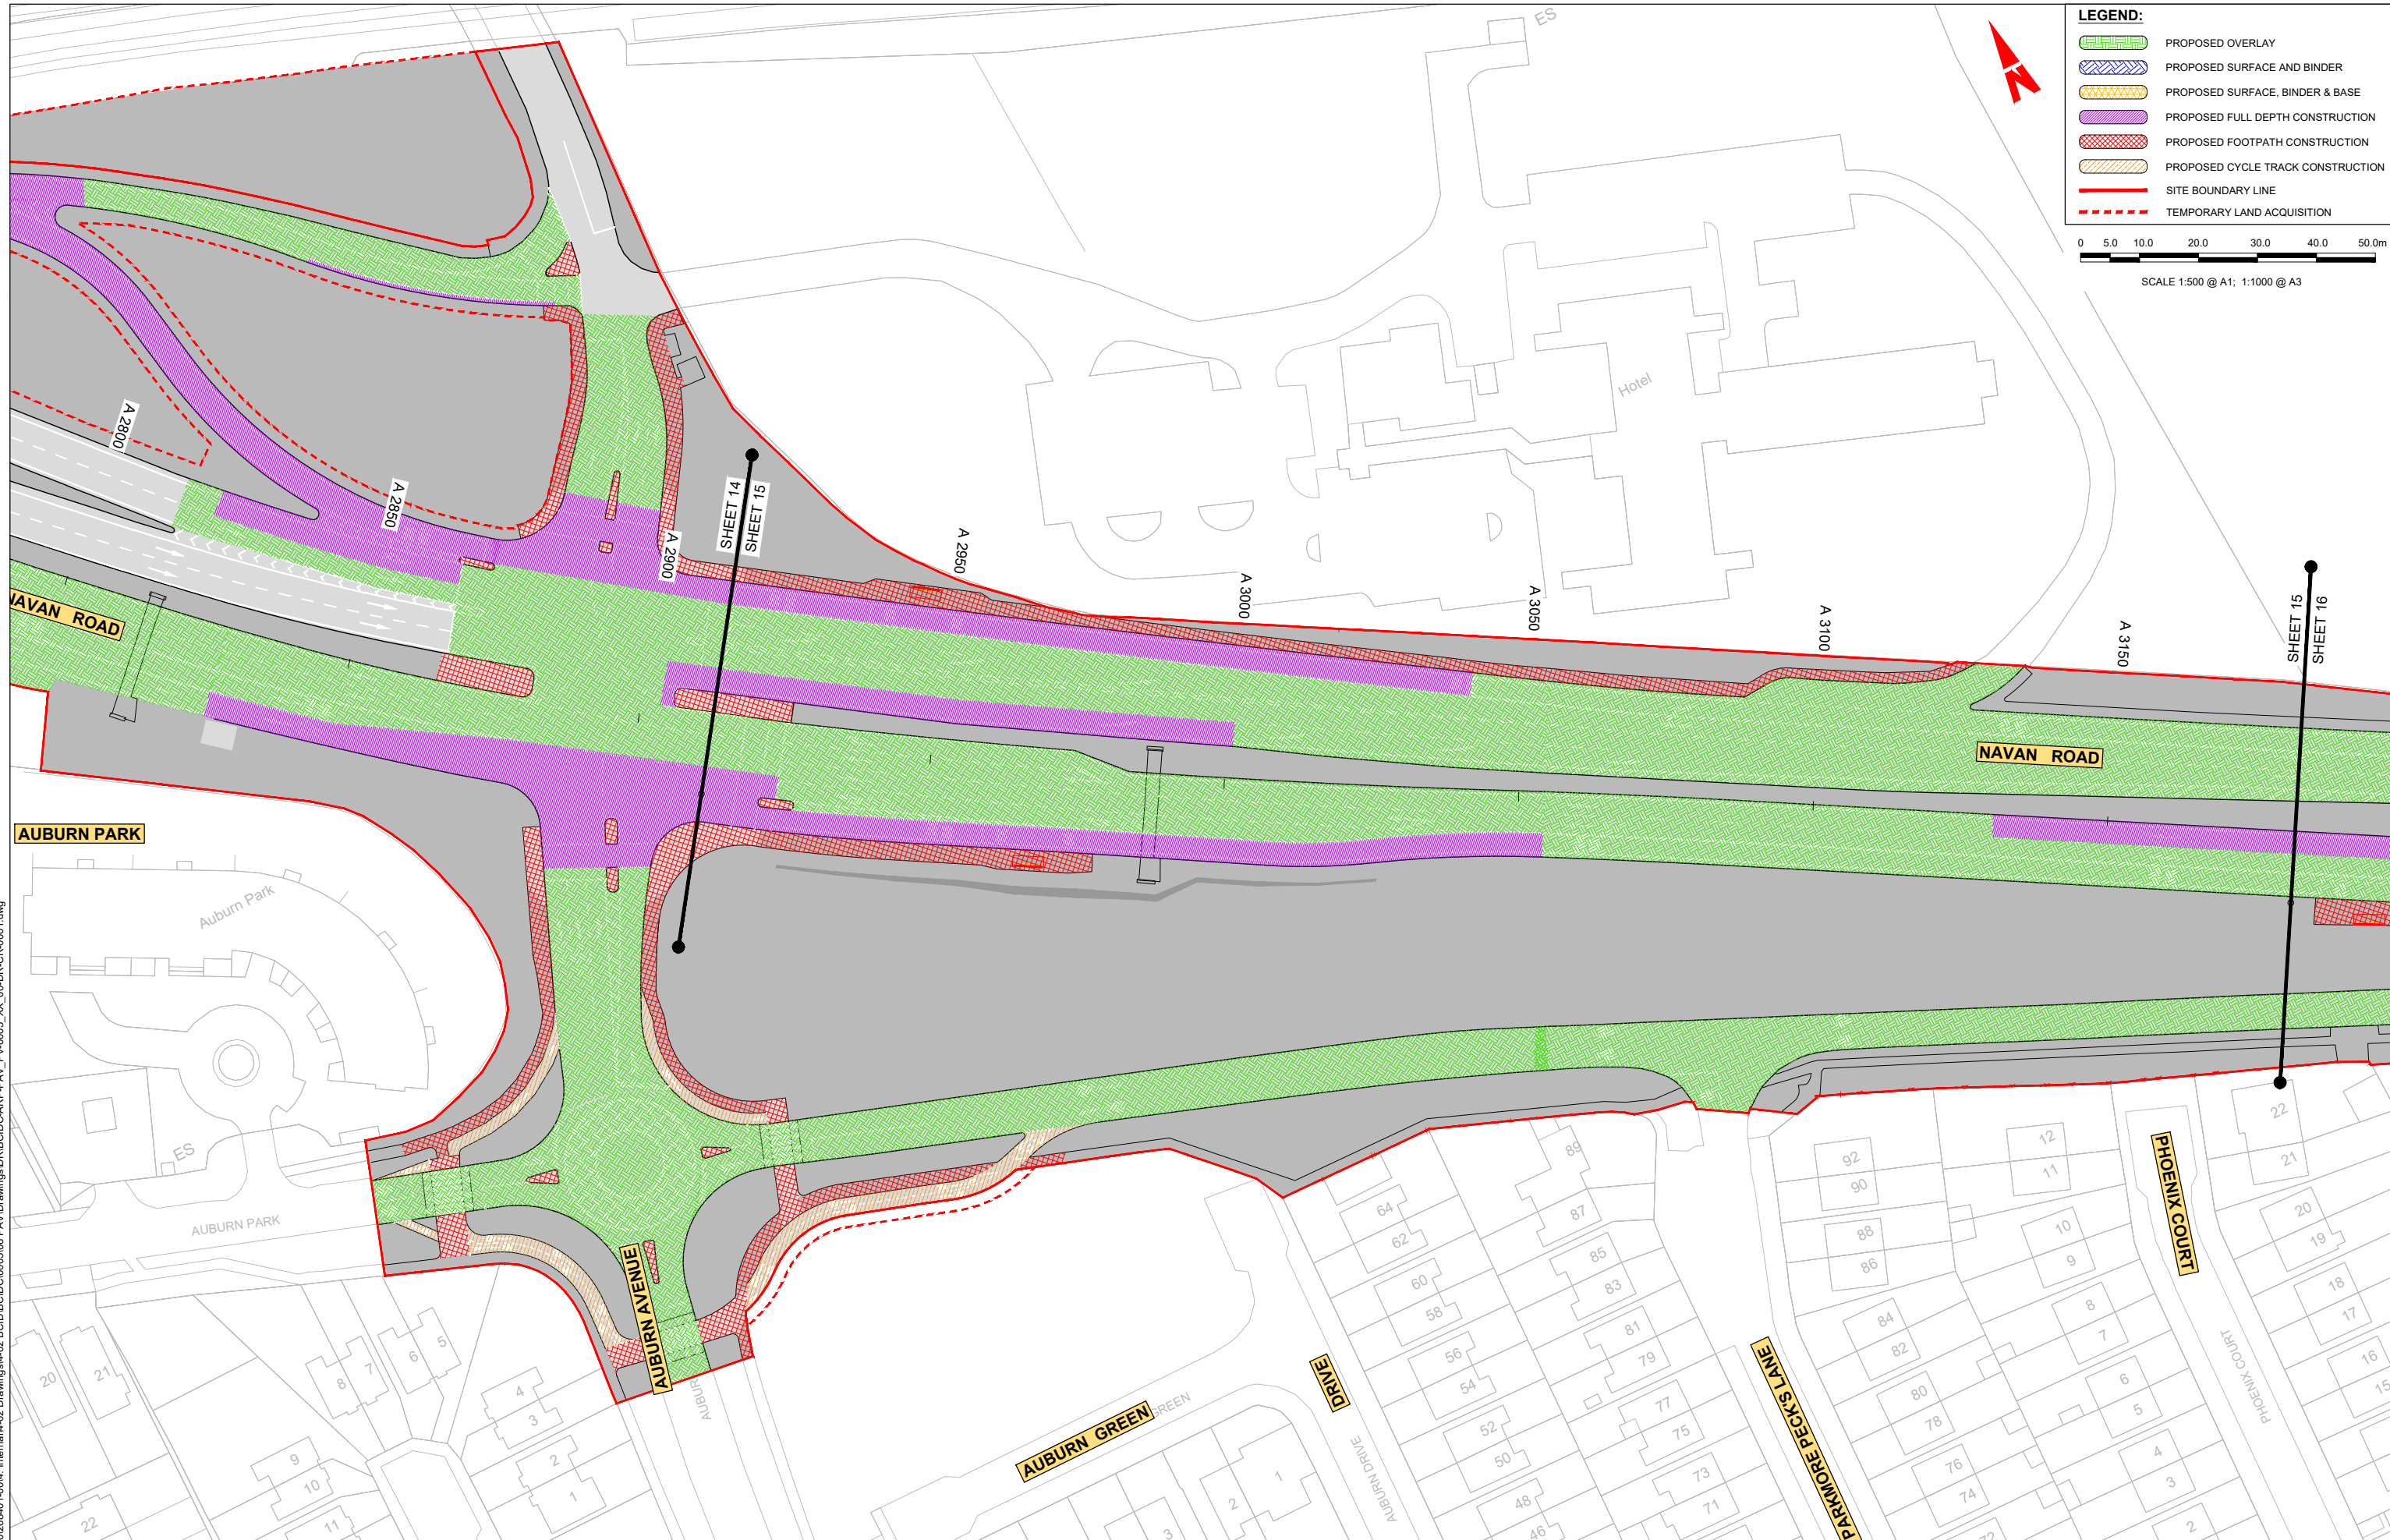 LEGEND:
PROPOSED OVERLAY
PROPOSED SURFACE AND BINDER
PROPOSED SURFACE, BINDER & BASE
PROPOSED FULL DEPTH CONSTRUCTION
PROPOSED FOOTPATH CONSTRUCTION
PROPOSED CYCLE TRACK CONSTRUCTION
SITE BOUNDARY LINE
TEMPORARY LAND ACQUISITION
0 5.0 10.0 20.0 30.0 40.0 50.0m
SCALE 1:500 @ A1; 1:1000 @ A3
N
ES
Hotel
A 2800
A 2850
A 2900
SHEET 14
SHEET 15
A 2950
A 3000
A 3050
A 3100
A 3150
SHEET 15
SHEET 16
NAVAN ROAD
NAVAN ROAD
AUBURN PARK
Auburn Park
ES
AUBURN PARK
AUBURN AVENUE
AUBUR
AUBURN GREEN
GREEN
DRIVE
AUBURN DRIVE
PARKMORE PECK'S LANE
PHOENIX COURT
PHOENIX COURT
20
21
22
9
10
11
8
7
6
5
4
3
2
1
3
2
1
89
87
85
83
81
79
77
75
73
71
64
62
60
58
56
54
52
50
48
46
92
90
88
86
84
82
80
78
76
74
72
12
11
10
9
8
7
6
5
4
3
2
22
21
20
19
18
17
16
15